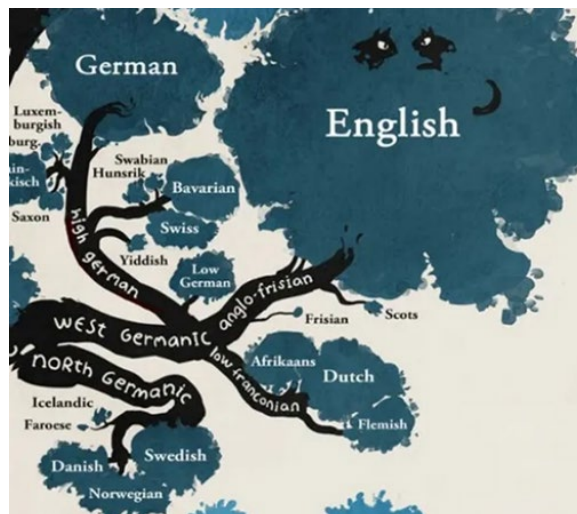 German
English
Luxem-
burgish
burg.
Swabian
Hunsrik
Bavarian
kisch
Saxon
Swiss
high german
Yiddish
Low
German
anglo-frisian
Scots
Frisian
WEST GERMANIC
low franconian
Afrikaans
Dutch
NORTH GERMANIC
Icelandic
Faroese
Flemish
Swedish
Danish
Norwegian